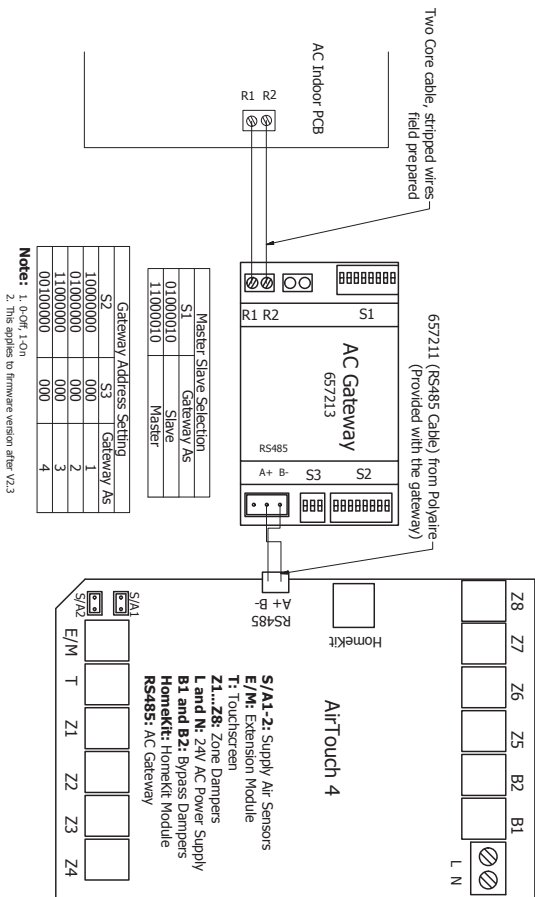 Two Core cable, stripped wires
field prepared
AC Indoor PCB
R1 R2
657211 (RS485 Cable) from Polyaire
(Provided with the gateway)
R1 R2
S1
AC Gateway
657213
RS485
A+ B-
S3
S2
Master Slave Selection
S1 Gateway As
01000010 Slave
11000010 Master
Gateway Address Setting
S2 S3 Gateway As
10000000 000 1
01000000 000 2
11000000 000 3
00100000 000 4
Note: 1. 0-Off, 1-On
2. This applies to firmware version after V2.3
Z8
Z7
Z6
Z5
B2
B1
L N
HomeKit
RS485
A+ B-
AirTouch 4
S/A1-2: Supply Air Sensors
E/M: Extension Module
T: Touchscreen
Z1...Z8: Zone Dampers
L and N: 24V AC Power Supply
B1 and B2: Bypass Dampers
HomeKit: HomeKit Module
RS485: AC Gateway
S/A1
S/A2
E/M
T
Z1
Z2
Z3
Z4